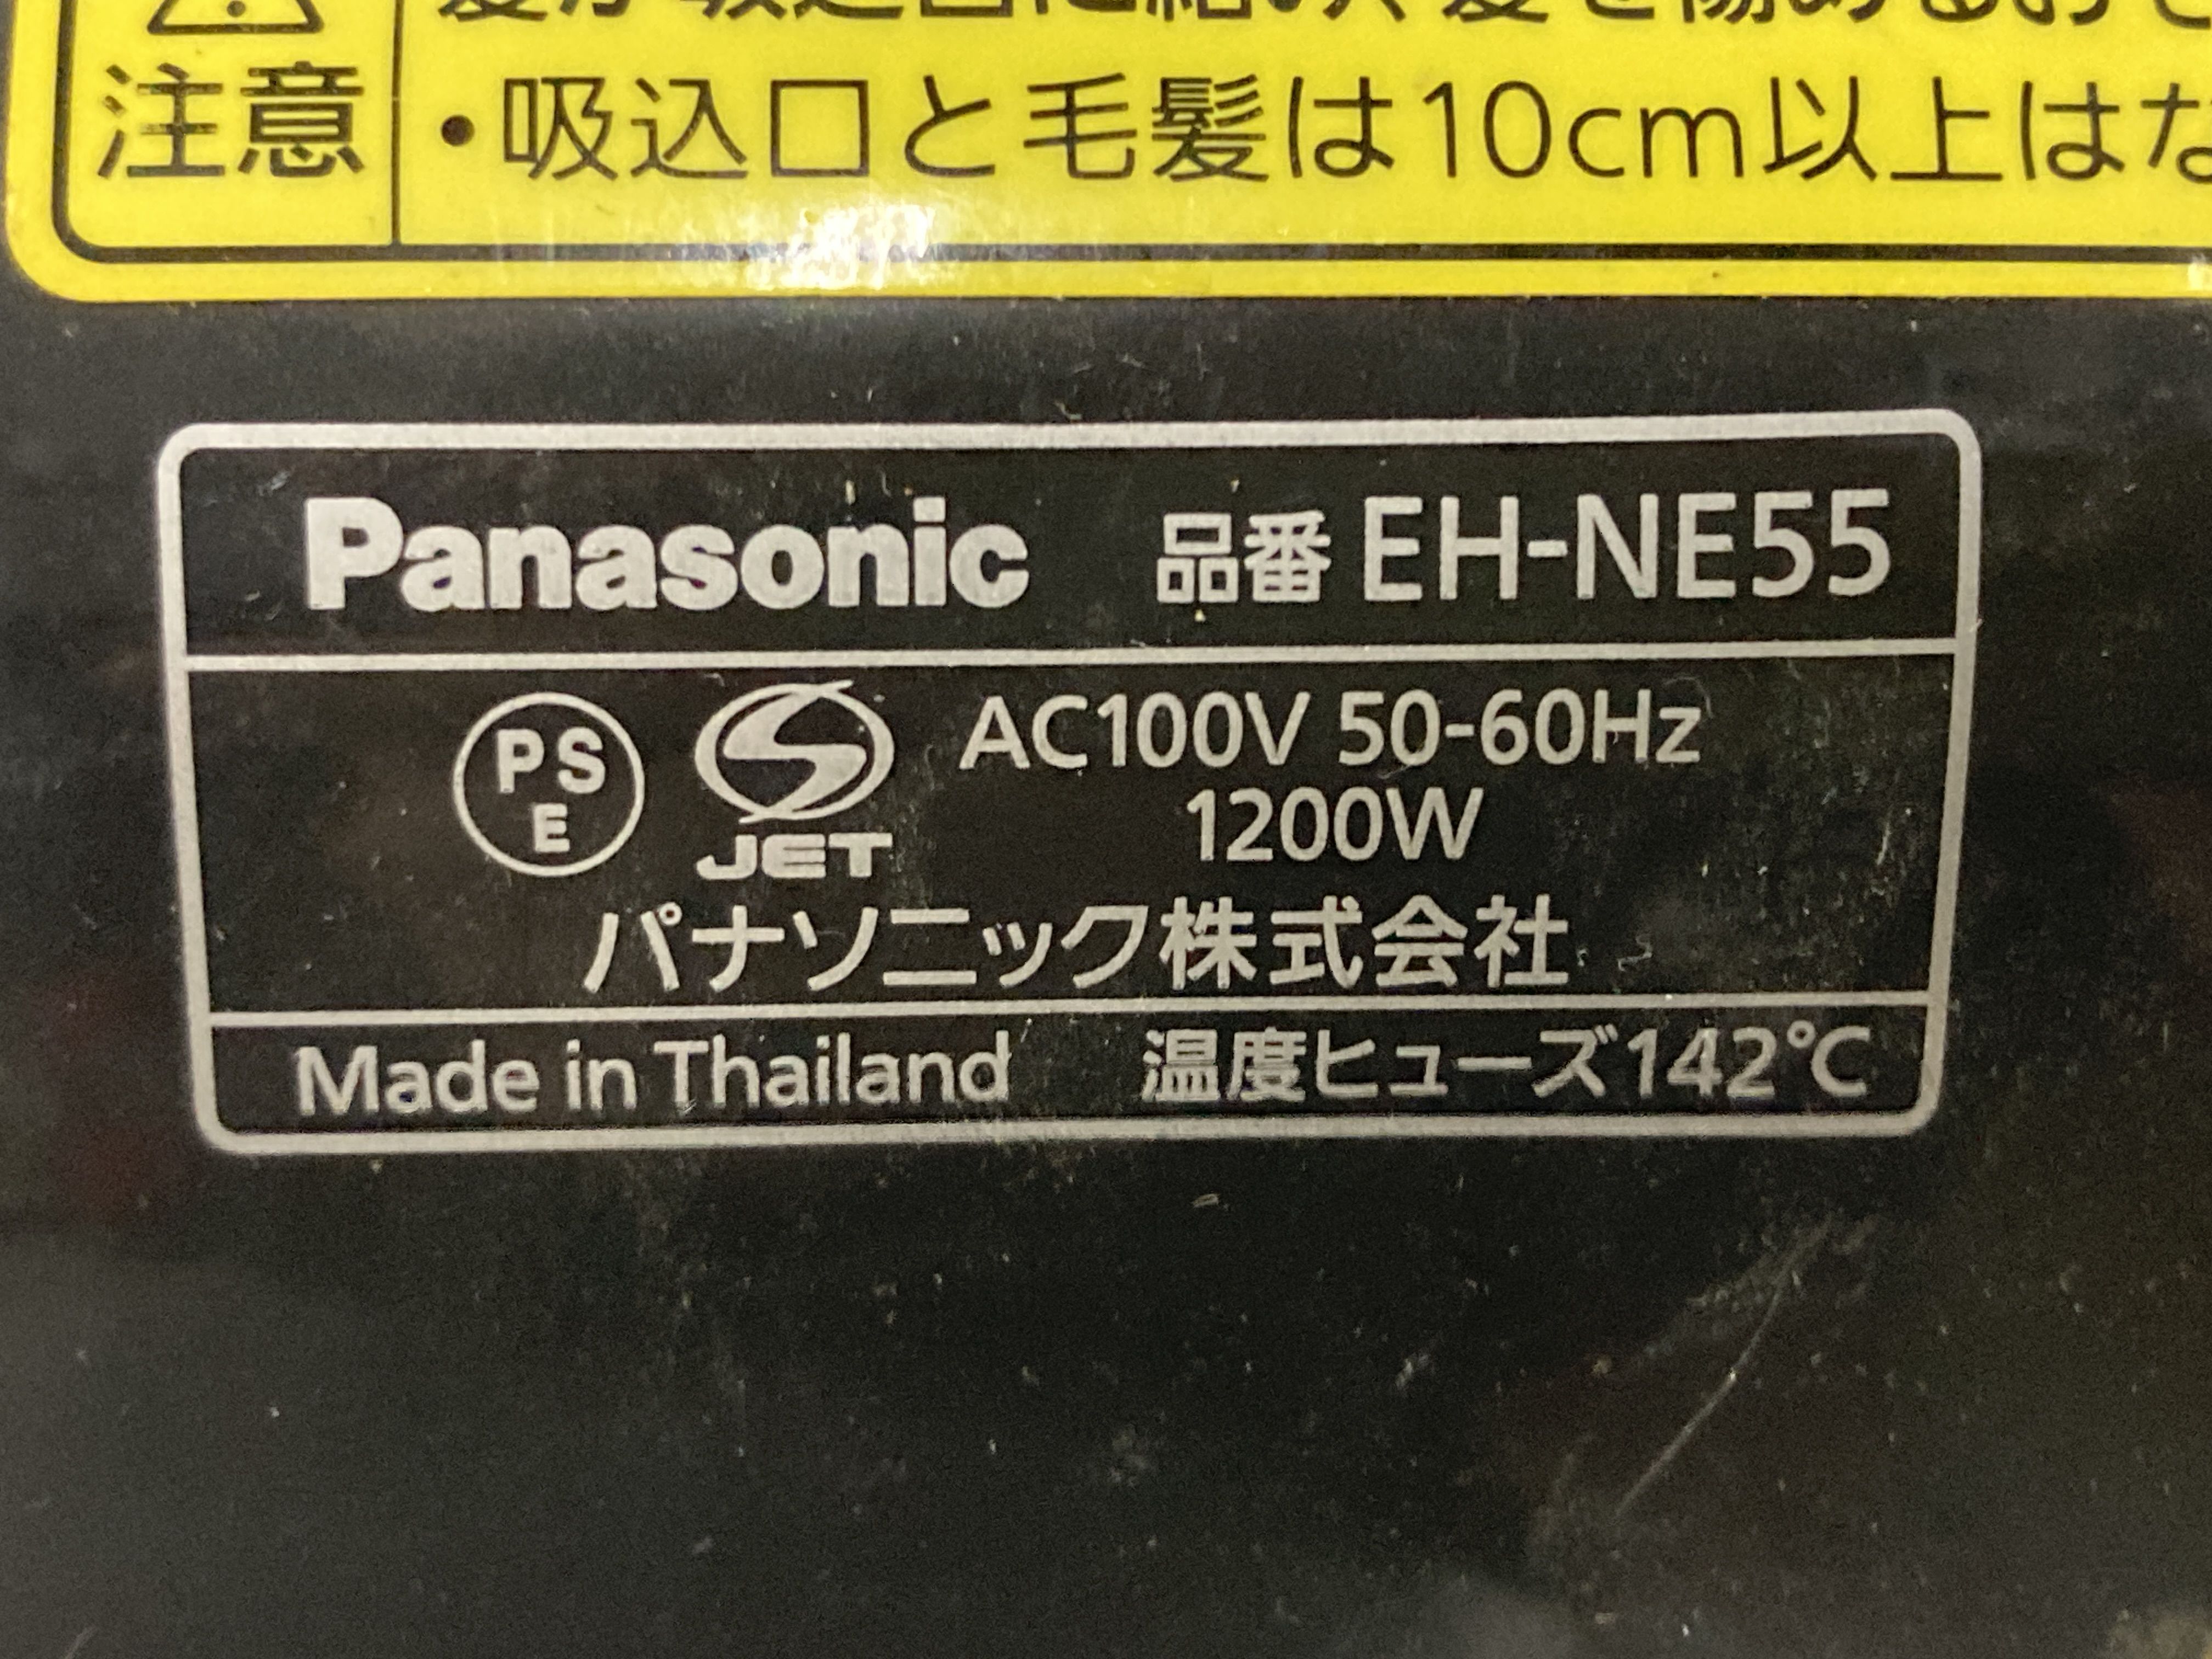 注意
・吸込口と毛髪は10cm以上はな
Panasonic 品番 EH-NE55
PS
E
JET
AC100V 50-60Hz
1200W
パナソニック株式会社
Made in Thailand 温度ヒューズ142℃